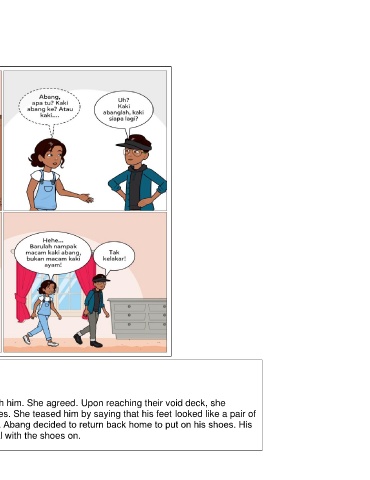 Abang,
apa tu? Kaki
abang ke? Atau
kaki....
Uh?
Kaki
abanglah, kaki
siapa lagi?
Hehe...
Barulah nampak
macam kaki abang,
bukan macam kaki
ayam!
Tak
kelakar!
h him. She agreed. Upon reaching their void deck, she
es. She teased him by saying that his feet looked like a pair of
. Abang decided to return back home to put on his shoes. His
l with the shoes on.